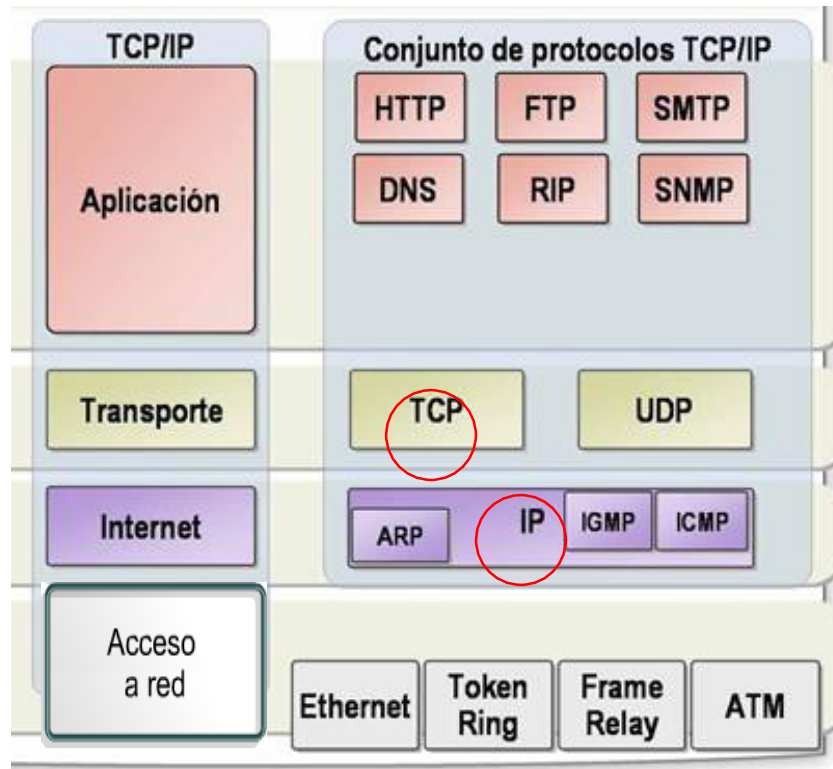 TCP/IP
Conjunto de protocolos TCP/IP
Aplicación
HTTP FTP SMTP
DNS RIP SNMP
Transporte
TCP UDP
Internet
ARP IP IGMP ICMP
Acceso
a red
Ethernet
Token
Ring
Frame
Relay
ATM